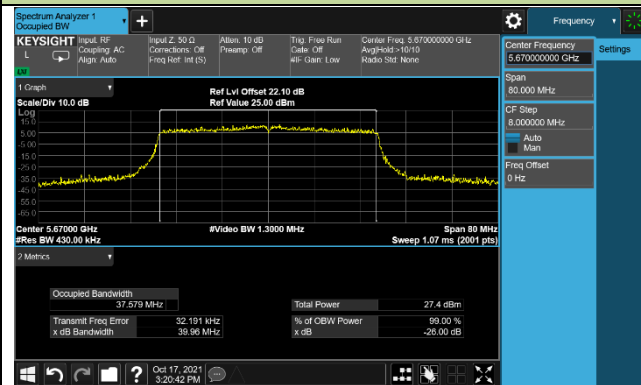 Spectrum Analyzer 1
Occupied BW
Frequency
KEYSIGHT
L
Input: RF
Coupling: AC
Align: Auto
Input Z: 50 Ω
Corrections: Off
Freq Ref: Int (S)
Atten: 10 dB
Preamp: Off
Trig: Free Run
Gate: Off
#IF Gain: Low
Center Freq: 5.670000000 GHz
Avg|Hold:>10/10
Radio Std: None
Center Frequency
5.670000000 GHz
Settings
Span
80.000 MHz
CF Step
8.000000 MHz
Auto
Man
Freq Offset
0 Hz
1 Graph
Scale/Div 10.0 dB
Ref Lvl Offset 22.10 dB
Ref Value 25.00 dBm
Log
15.0
5.00
-5.00
-15.0
-25.0
-35.0
-45.0
-55.0
-65.0
Center 5.67000 GHz
#Res BW 430.00 kHz
#Video BW 1.3000 MHz
Span 80 MHz
Sweep 1.07 ms (2001 pts)
2 Metrics
Occupied Bandwidth
37.579 MHz
Total Power
27.4 dBm
Transmit Freq Error
32.191 kHz
% of OBW Power
99.00 %
x dB Bandwidth
39.96 MHz
x dB
-26.00 dB
Oct 17, 2021
3:20:42 PM